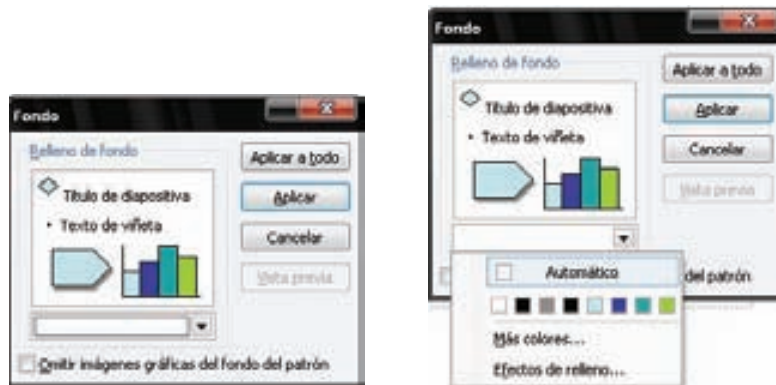 Fondo
Relleno de fondo
Título de diapositiva
• Texto de viñeta
Aplicar a todo
Aplicar
Cancelar
Vista previa
Omitir imágenes gráficas del fondo del patrón
Fondo
Relleno de fondo
Título de diapositiva
• Texto de viñeta
Aplicar a todo
Aplicar
Cancelar
Vista previa
Automático
del patrón
Más colores...
Efectos de relleno...